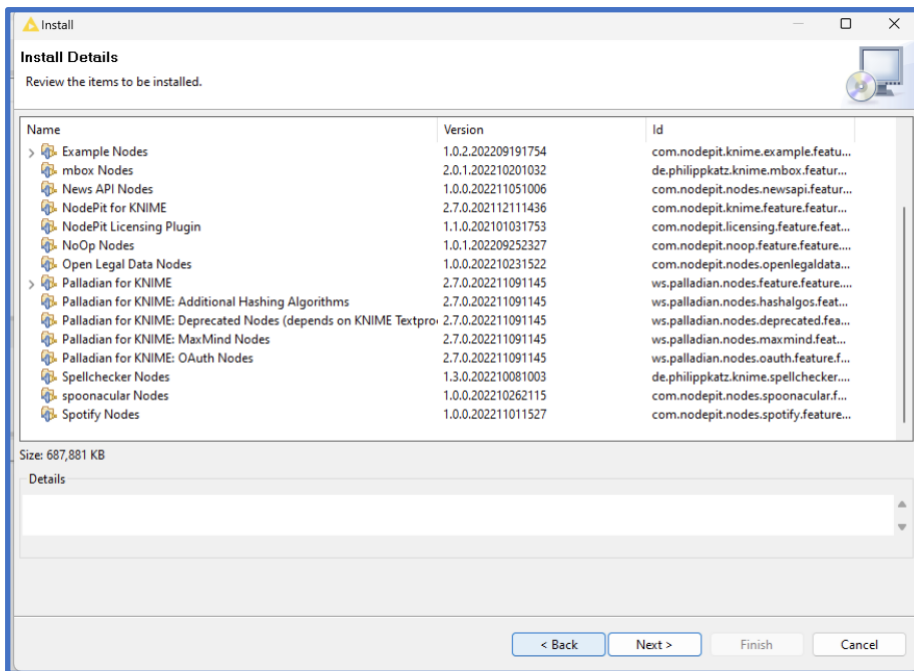 Install
Install Details
Review the items to be installed.
Name Version Id
Example Nodes 1.0.2.202209191754 com.nodepit.knime.example.featu...
mbox Nodes 2.0.1.202210201032 de.philippkatz.knime.mbox.featur...
News API Nodes 1.0.0.202211051006 com.nodepit.nodes.newsapi.featur...
NodePit for KNIME 2.7.0.202112111436 com.nodepit.knime.feature.featur...
NodePit Licensing Plugin 1.1.0.202101031753 com.nodepit.licensing.feature.feat...
NoOp Nodes 1.0.1.202209252327 com.nodepit.noop.feature.feature....
Open Legal Data Nodes 1.0.0.202210231522 com.nodepit.nodes.openlegaldata...
Palladian for KNIME 2.7.0.202211091145 ws.palladian.nodes.feature.feature....
Palladian for KNIME: Additional Hashing Algorithms 2.7.0.202211091145 ws.palladian.nodes.hashalgos.feat...
Palladian for KNIME: Deprecated Nodes (depends on KNIME Textpro 2.7.0.202211091145 ws.palladian.nodes.deprecated.fea...
Palladian for KNIME: MaxMind Nodes 2.7.0.202211091145 ws.palladian.nodes.maxmind.feat...
Palladian for KNIME: OAuth Nodes 2.7.0.202211091145 ws.palladian.nodes.oauth.feature.f...
Spellchecker Nodes 1.3.0.202210081003 de.philippkatz.knime.spellchecker....
spoonacular Nodes 1.0.0.202210262115 com.nodepit.nodes.spoonacular.f...
Spotify Nodes 1.0.0.202211011527 com.nodepit.nodes.spotify.feature...
Size: 687,881 KB
Details
< Back Next > Finish Cancel